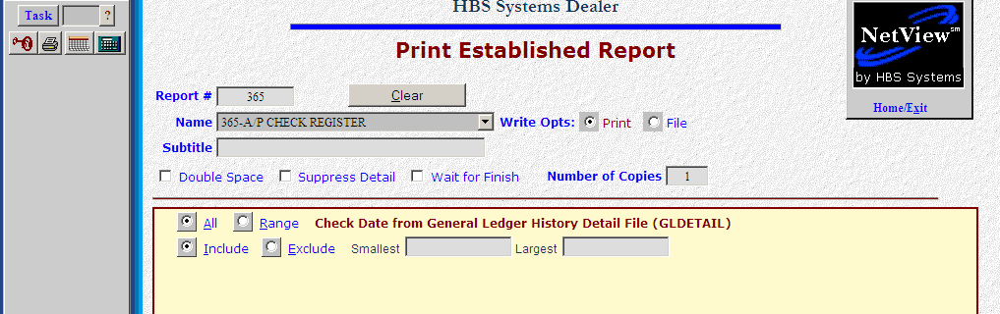 HBS Systems Dealer
Task ?
Print Established Report
NetView℠
by HBS Systems
Home/Exit
Report # 365 Clear
Name 365-A/P CHECK REGISTER Write Opts: Print File
Subtitle
Double Space Suppress Detail Wait for Finish Number of Copies 1
All Range Check Date from General Ledger History Detail File (GLDETAIL)
Include Exclude Smallest Largest